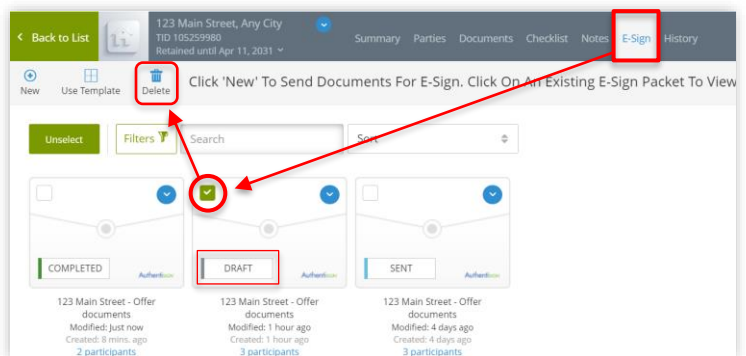 Back to List
123 Main Street, Any City
TID 105259980
Retained until Apr 11, 2031
Summary Parties Documents Checklist Notes E-Sign History
New Use Template Delete
Click 'New' To Send Documents For E-Sign. Click On An Existing E-Sign Packet To View
Unselect Filters Search Sort
COMPLETED Authentisign
DRAFT Authentisign
SENT Authentisign
123 Main Street - Offer
documents
Modified: Just now
Created: 8 mins. ago
2 participants
123 Main Street - Offer
documents
Modified: 1 hour ago
Created: 1 hour ago
3 participants
123 Main Street - Offer
documents
Modified: 4 days ago
Created: 4 days ago
3 participants